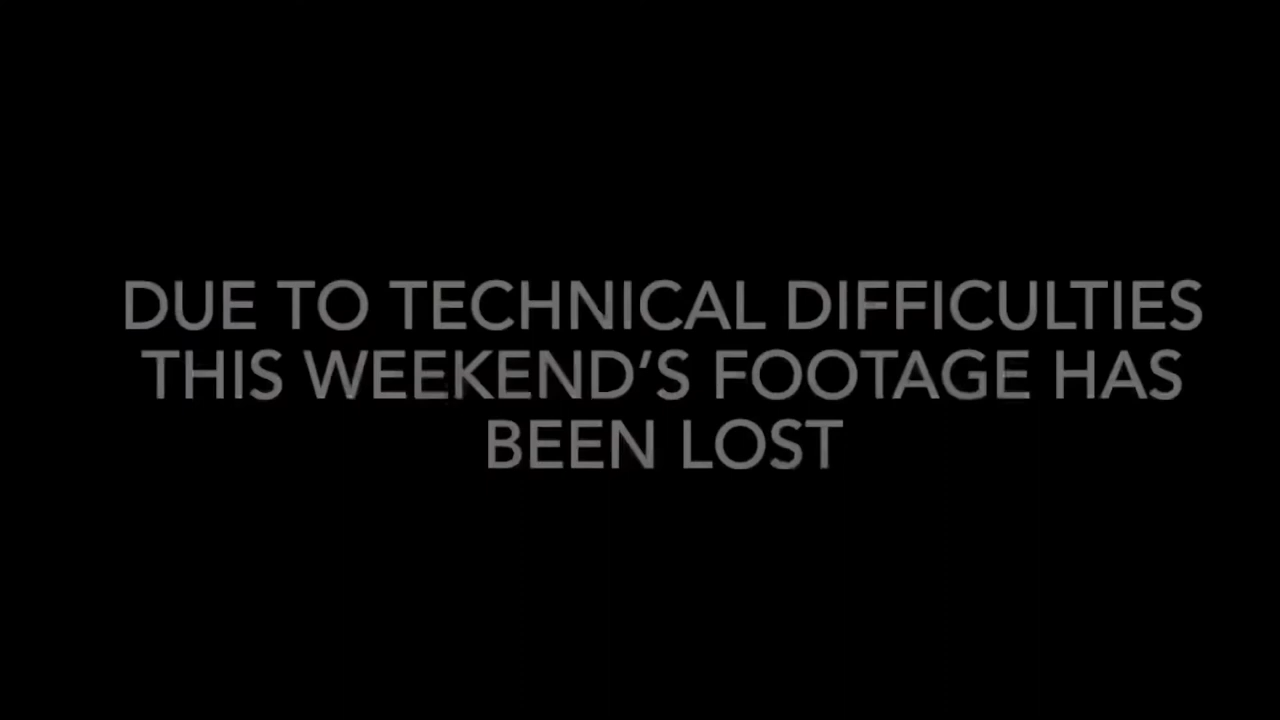 DUE TO TECHNICAL DIFFICULTIES
THIS WEEKEND’S FOOTAGE HAS
BEEN LOST